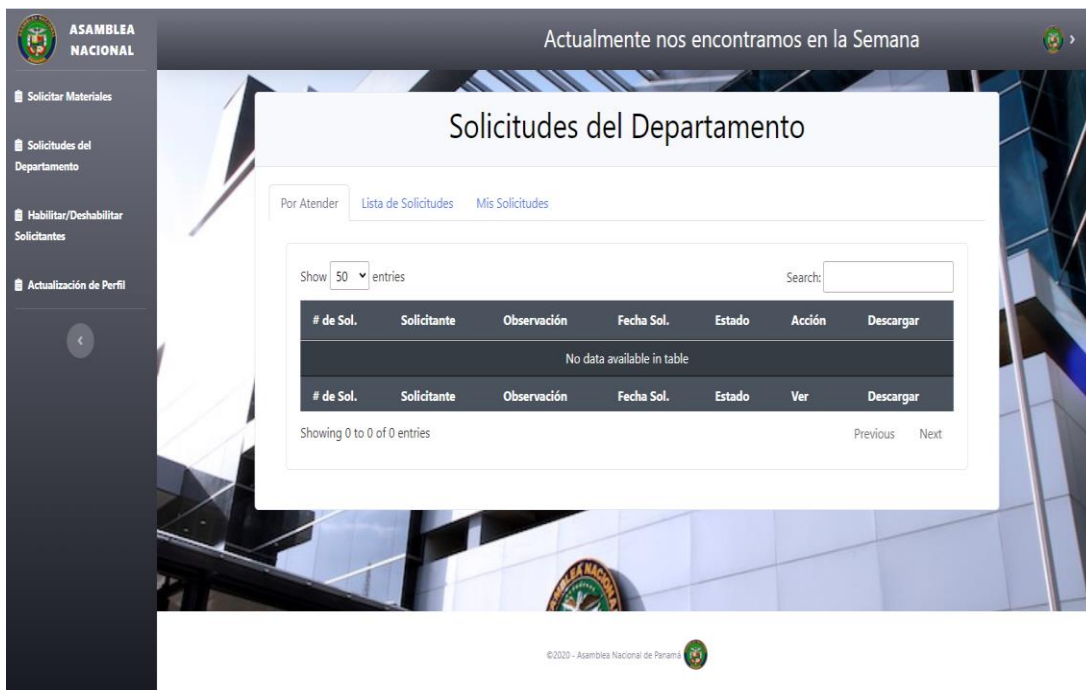 ASAMBLEA
NACIONAL
Actualmente nos encontramos en la Semana
Solicitar Materiales
Solicitudes del
Departamento
Habilitar/Deshabilitar
Solicitantes
Actualización de Perfil
Solicitudes del Departamento
Por Atender Lista de Solicitudes Mis Solicitudes
Show 50 entries Search:
# de Sol. Solicitante Observación Fecha Sol. Estado Acción Descargar
No data available in table
# de Sol. Solicitante Observación Fecha Sol. Estado Ver Descargar
Showing 0 to 0 of 0 entries Previous Next
©2020 - Asamblea Nacional de Panamá